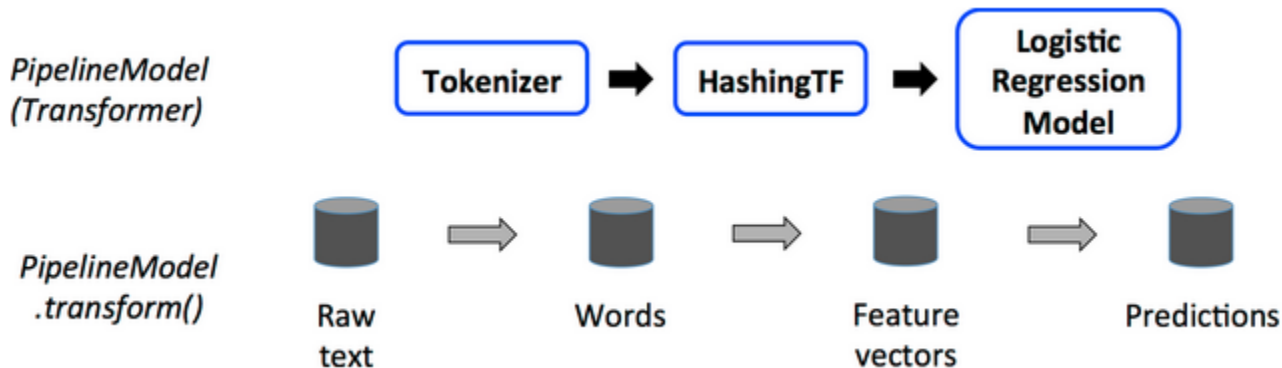 PipelineModel
(Transformer)
Tokenizer
HashingTF
Logistic
Regression
Model
PipelineModel
.transform()
Raw
text
Words
Feature
vectors
Predictions